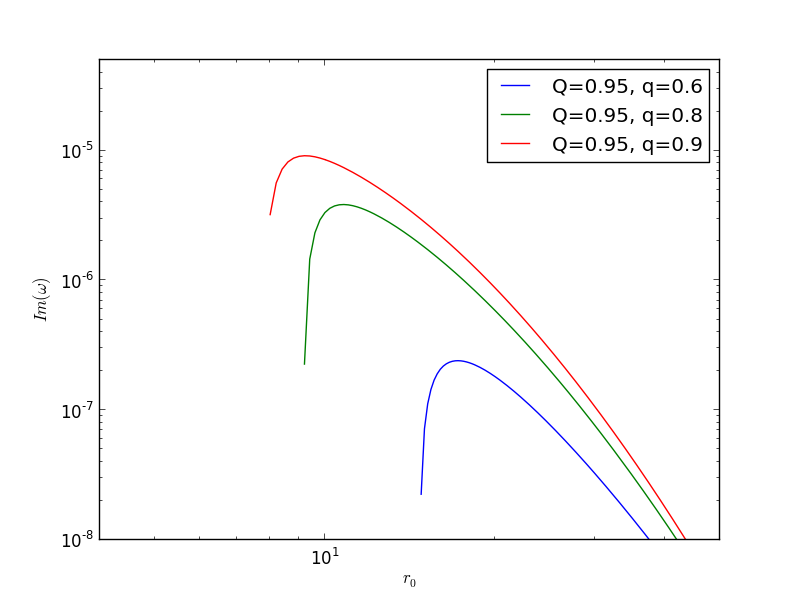 Q=0.95, q=0.6
Q=0.95, q=0.8
Q=0.95, q=0.9
10^-5
10^-6
10^-7
10^-8
Im(ω)
10^1
r_0